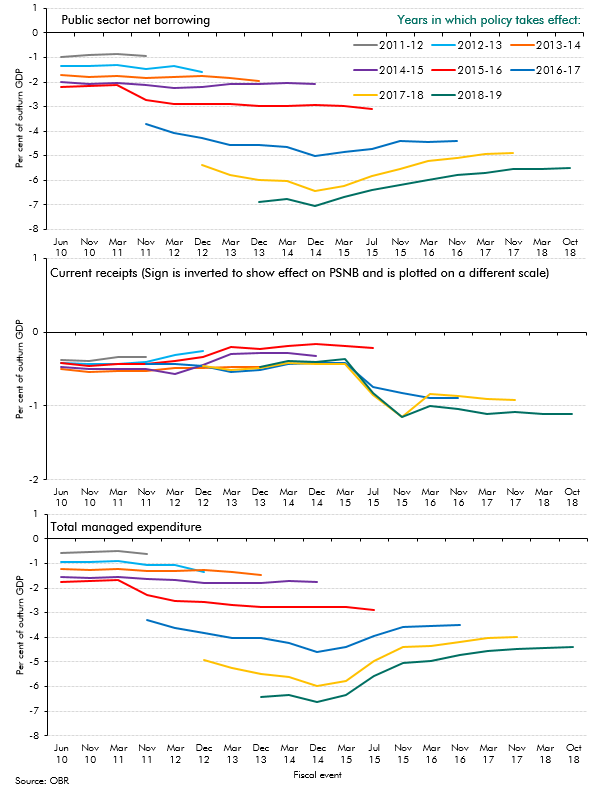 Public sector net borrowing
Years in which policy takes effect:
2011-12 2012-13 2013-14
2014-15 2015-16 2016-17
2017-18 2018-19
Per cent of outturn GDP
1
0
-1
-2
-3
-4
-5
-6
-7
-8
Jun Nov Mar Nov Mar Dec Mar Dec Mar Dec Mar Jul Nov Mar Nov Mar Nov Mar Oct
10 10 11 11 12 12 13 13 14 14 15 15 15 16 16 17 17 18 18
Current receipts (Sign is inverted to show effect on PSNB and is plotted on a different scale)
Per cent of outturn GDP
1
0
-1
-2
Jun Nov Mar Nov Mar Dec Mar Dec Mar Dec Mar Jul Nov Mar Nov Mar Nov Mar Oct
10 10 11 11 12 12 13 13 14 14 15 15 15 16 16 17 17 18 18
Total managed expenditure
Per cent of outturn GDP
1
0
-1
-2
-3
-4
-5
-6
-7
-8
Jun Nov Mar Nov Mar Dec Mar Dec Mar Dec Mar Jul Nov Mar Nov Mar Nov Mar Oct
10 10 11 11 12 12 13 13 14 14 15 15 15 16 16 17 17 18 18
Fiscal event
Source: OBR